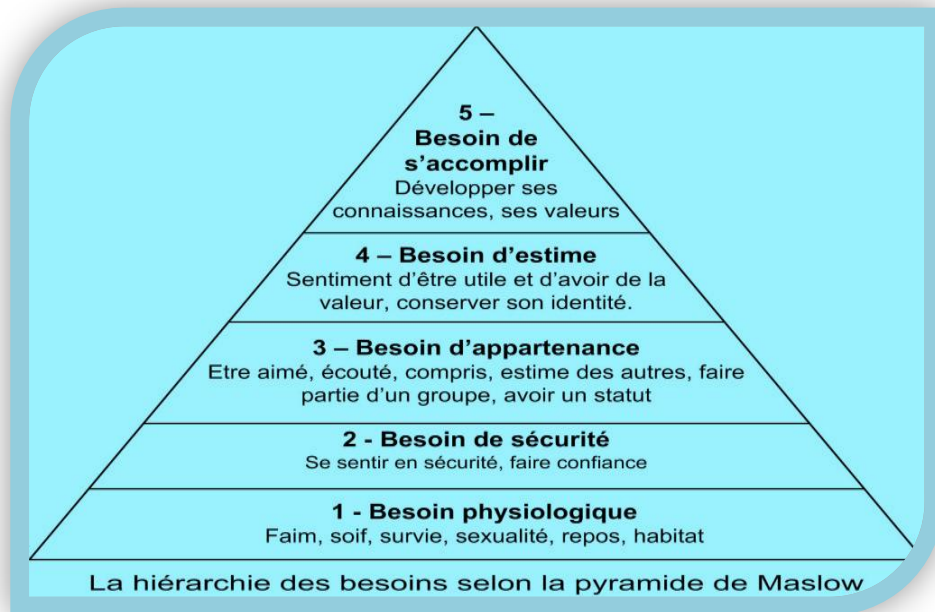 5 –
Besoin de
s’accomplir
Développer ses
connaissances, ses valeurs
4 – Besoin d’estime
Sentiment d’être utile et d’avoir de la
valeur, conserver son identité.
3 – Besoin d’appartenance
Etre aimé, écouté, compris, estime des autres, faire
partie d’un groupe, avoir un statut
2 - Besoin de sécurité
Se sentir en sécurité, faire confiance
1 - Besoin physiologique
Faim, soif, survie, sexualité, repos, habitat
La hiérarchie des besoins selon la pyramide de Maslow